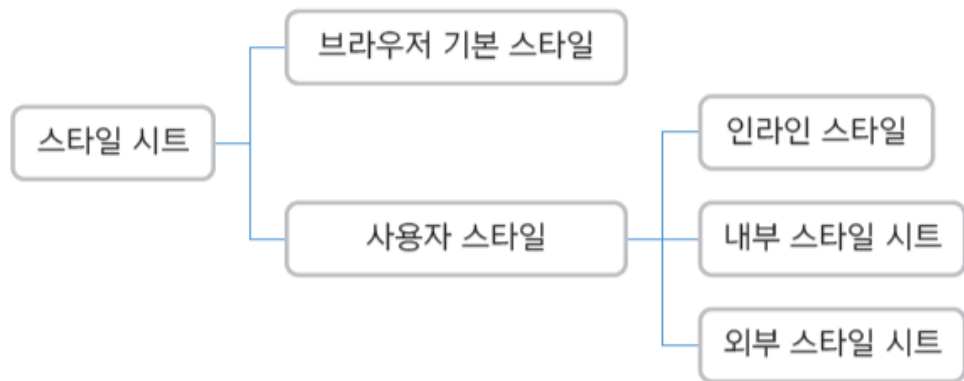 스타일 시트
브라우저 기본 스타일
사용자 스타일
인라인 스타일
내부 스타일 시트
외부 스타일 시트